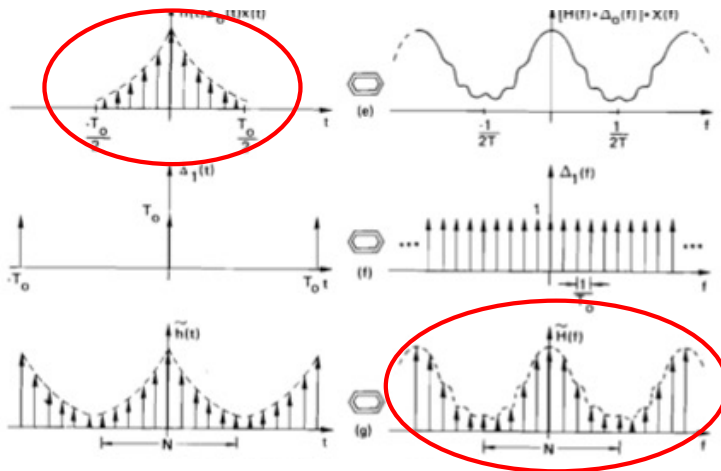 h(t)Δ₀(t)x(t)
[H(f)∗Δ₀(f)]∗X(f)
-T₀/2
T₀/2
t
(e)
-1/2T
1/2T
f
Δ₁(t)
Δ₁(f)
T₀
1
-T₀
T₀
t
(f)
1/T₀
f
h̃(t)
H̃(f)
N
t
(g)
N
f